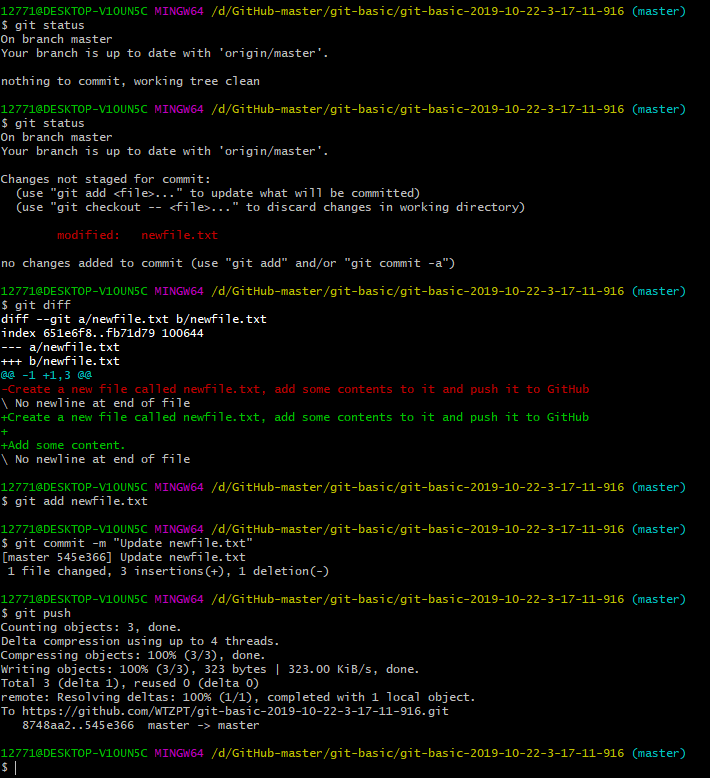 12771@DESKTOP-V1OUN5C MINGW64 /d/GitHub-master/git-basic/git-basic-2019-10-22-3-17-11-916 (master)
$ git status
On branch master
Your branch is up to date with 'origin/master'.
nothing to commit, working tree clean
12771@DESKTOP-V1OUN5C MINGW64 /d/GitHub-master/git-basic/git-basic-2019-10-22-3-17-11-916 (master)
$ git status
On branch master
Your branch is up to date with 'origin/master'.
Changes not staged for commit:
  (use "git add <file>..." to update what will be committed)
  (use "git checkout -- <file>..." to discard changes in working directory)
        modified:   newfile.txt
no changes added to commit (use "git add" and/or "git commit -a")
12771@DESKTOP-V1OUN5C MINGW64 /d/GitHub-master/git-basic/git-basic-2019-10-22-3-17-11-916 (master)
$ git diff
diff --git a/newfile.txt b/newfile.txt
index 651e6f8..fb71d79 100644
--- a/newfile.txt
+++ b/newfile.txt
@@ -1 +1,3 @@
-Create a new file called newfile.txt, add some contents to it and push it to GitHub
\ No newline at end of file
+Create a new file called newfile.txt, add some contents to it and push it to GitHub
+
+Add some content.
\ No newline at end of file
12771@DESKTOP-V1OUN5C MINGW64 /d/GitHub-master/git-basic/git-basic-2019-10-22-3-17-11-916 (master)
$ git add newfile.txt
12771@DESKTOP-V1OUN5C MINGW64 /d/GitHub-master/git-basic/git-basic-2019-10-22-3-17-11-916 (master)
$ git commit -m "Update newfile.txt"
[master 545e366] Update newfile.txt
 1 file changed, 3 insertions(+), 1 deletion(-)
12771@DESKTOP-V1OUN5C MINGW64 /d/GitHub-master/git-basic/git-basic-2019-10-22-3-17-11-916 (master)
$ git push
Counting objects: 3, done.
Delta compression using up to 4 threads.
Compressing objects: 100% (3/3), done.
Writing objects: 100% (3/3), 323 bytes | 323.00 KiB/s, done.
Total 3 (delta 1), reused 0 (delta 0)
remote: Resolving deltas: 100% (1/1), completed with 1 local object.
To https://github.com/WTZPT/git-basic-2019-10-22-3-17-11-916.git
   8748aa2..545e366  master -> master
12771@DESKTOP-V1OUN5C MINGW64 /d/GitHub-master/git-basic/git-basic-2019-10-22-3-17-11-916 (master)
$